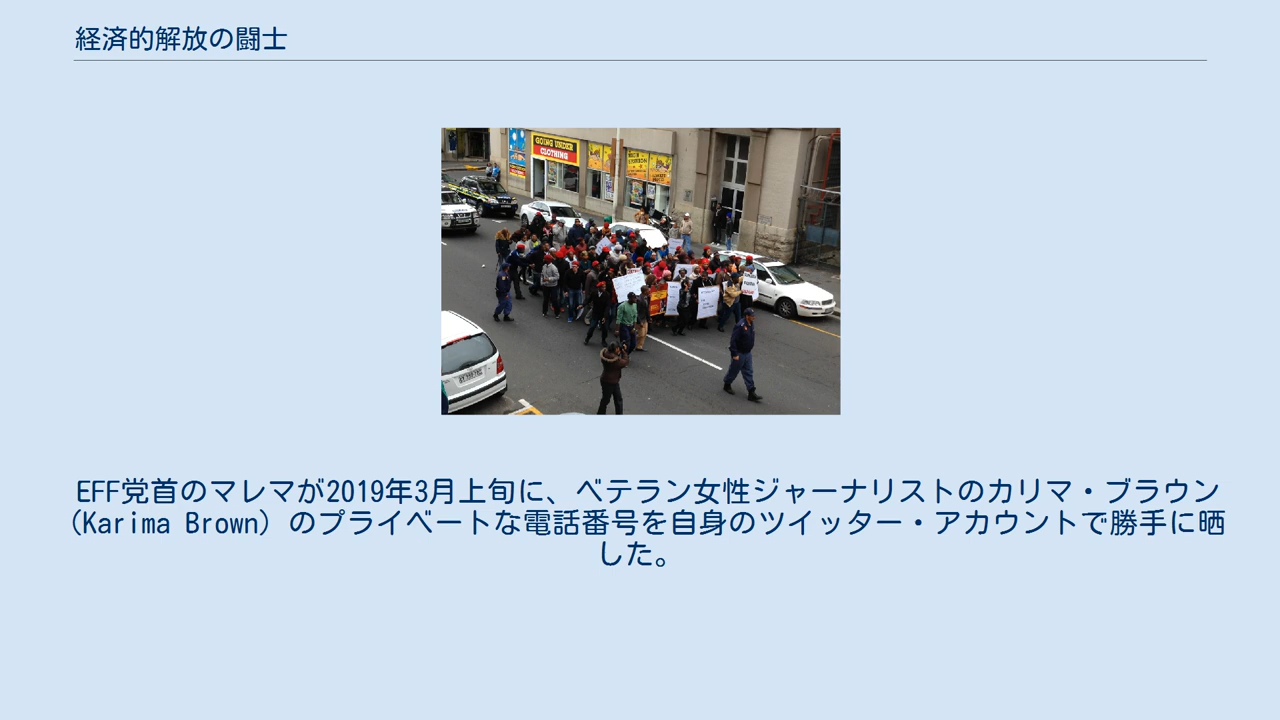 経済的解放の闘士
GOING UNDER
CLOTHING
EFF党首のマレマが2019年3月上旬に、ベテラン女性ジャーナリストのカリマ・ブラウン
(Karima Brown) のプライベートな電話番号を自身のツイッター・アカウントで勝手に晒
した。